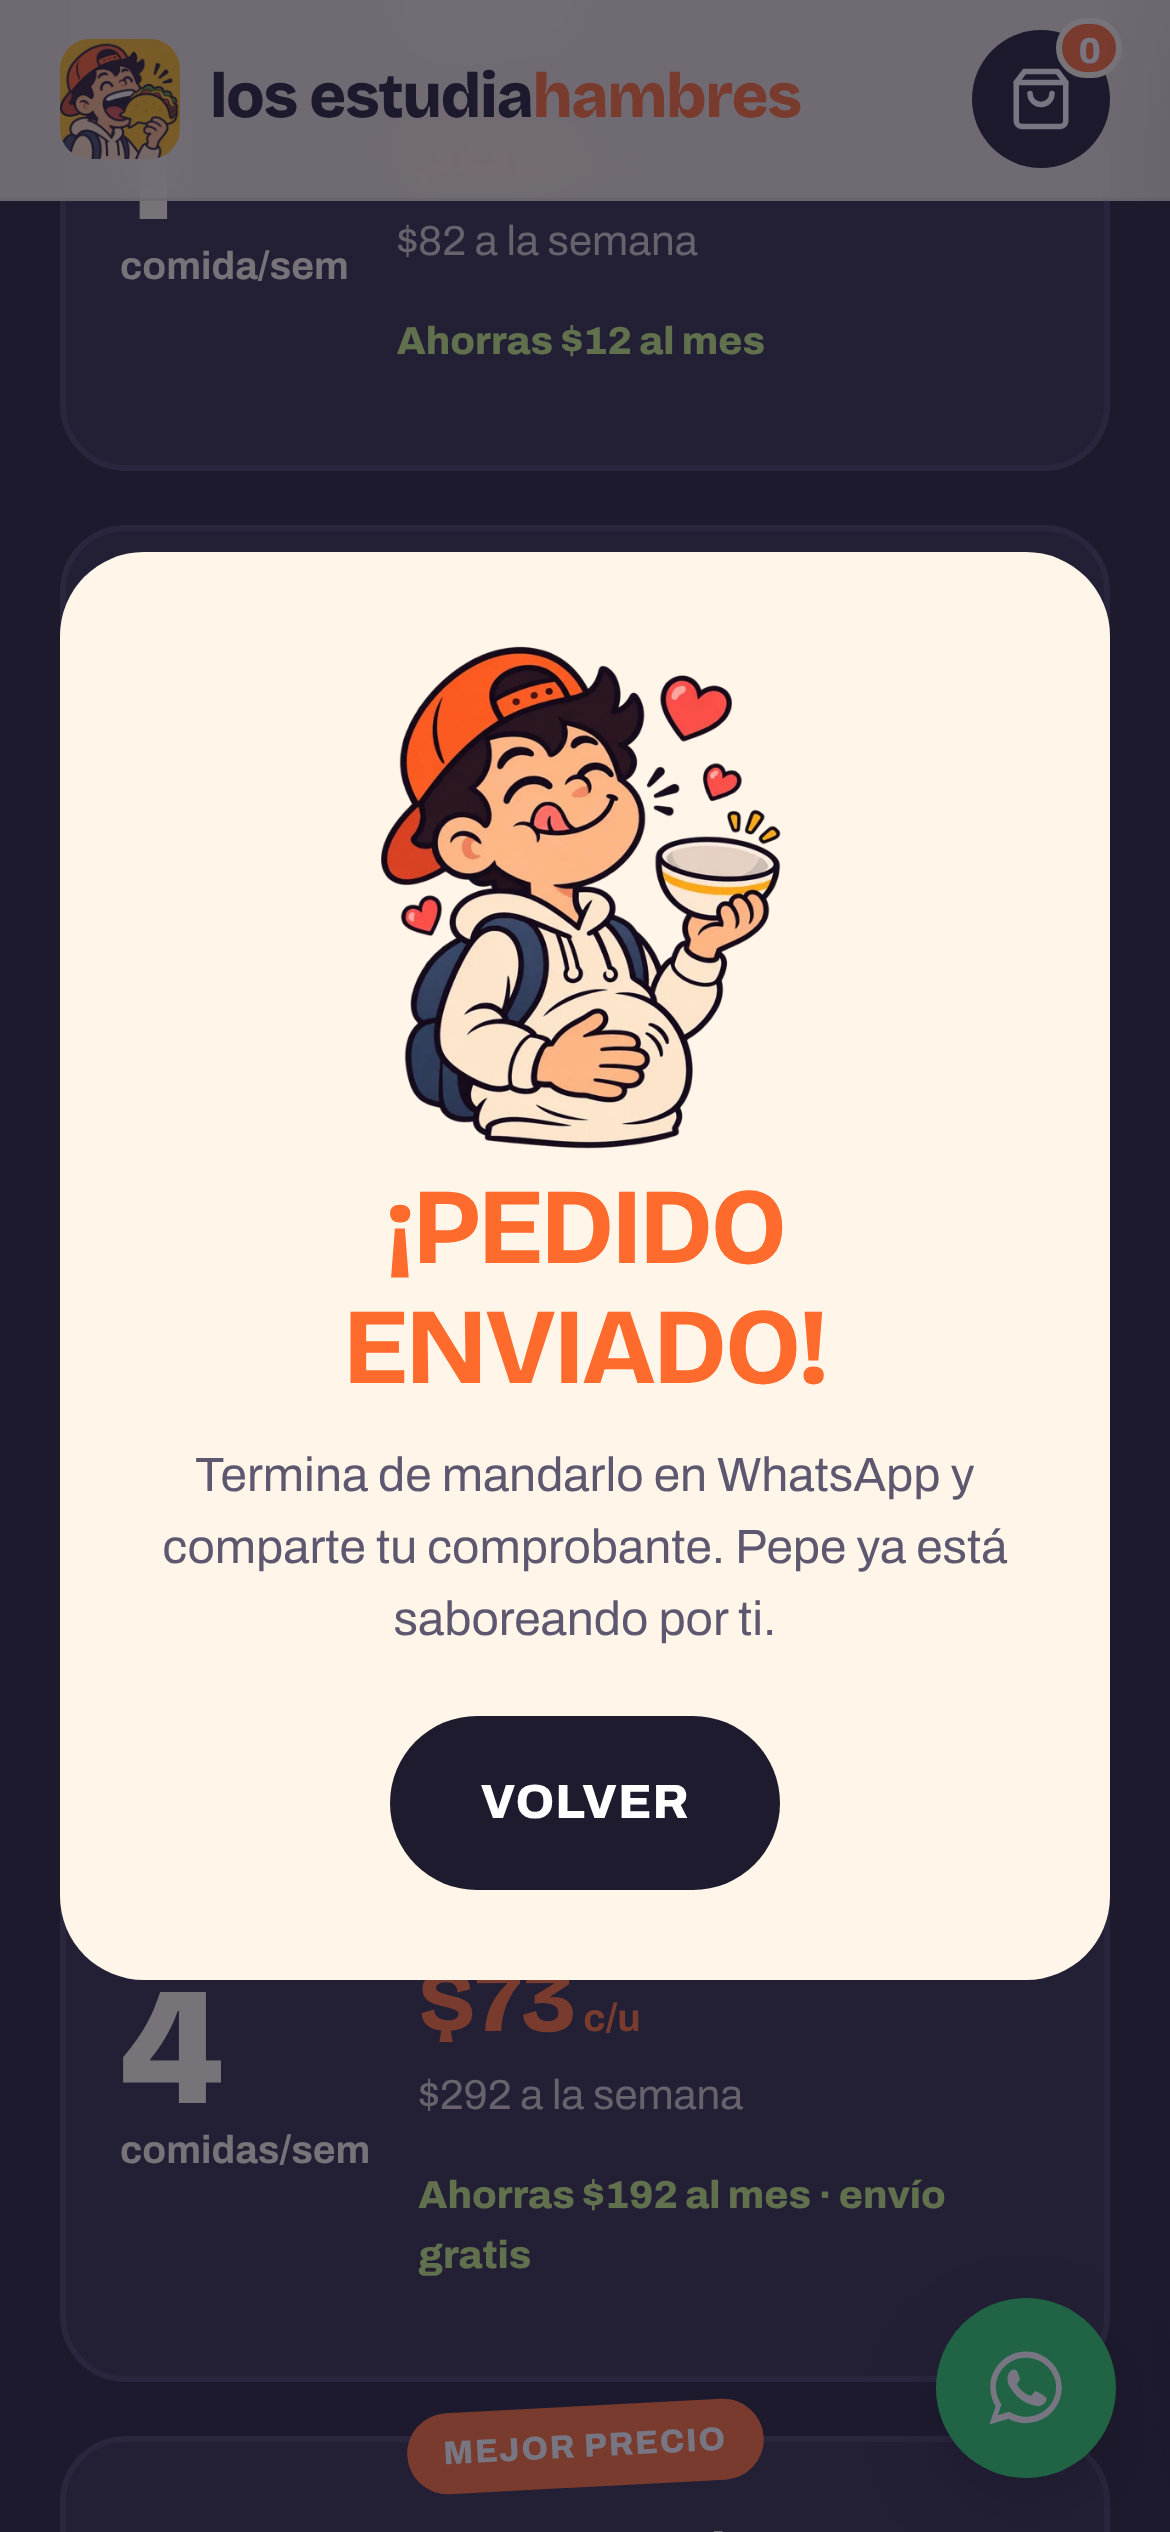 los estudiahambres
0
comida/sem
$82 a la semana
Ahorras $12 al mes
¡PEDIDO
ENVIADO!
Termina de mandarlo en WhatsApp y
comparte tu comprobante. Pepe ya está
saboreando por ti.
VOLVER
4
comidas/sem
$73 c/u
$292 a la semana
Ahorras $192 al mes · envío
gratis
MEJOR PRECIO